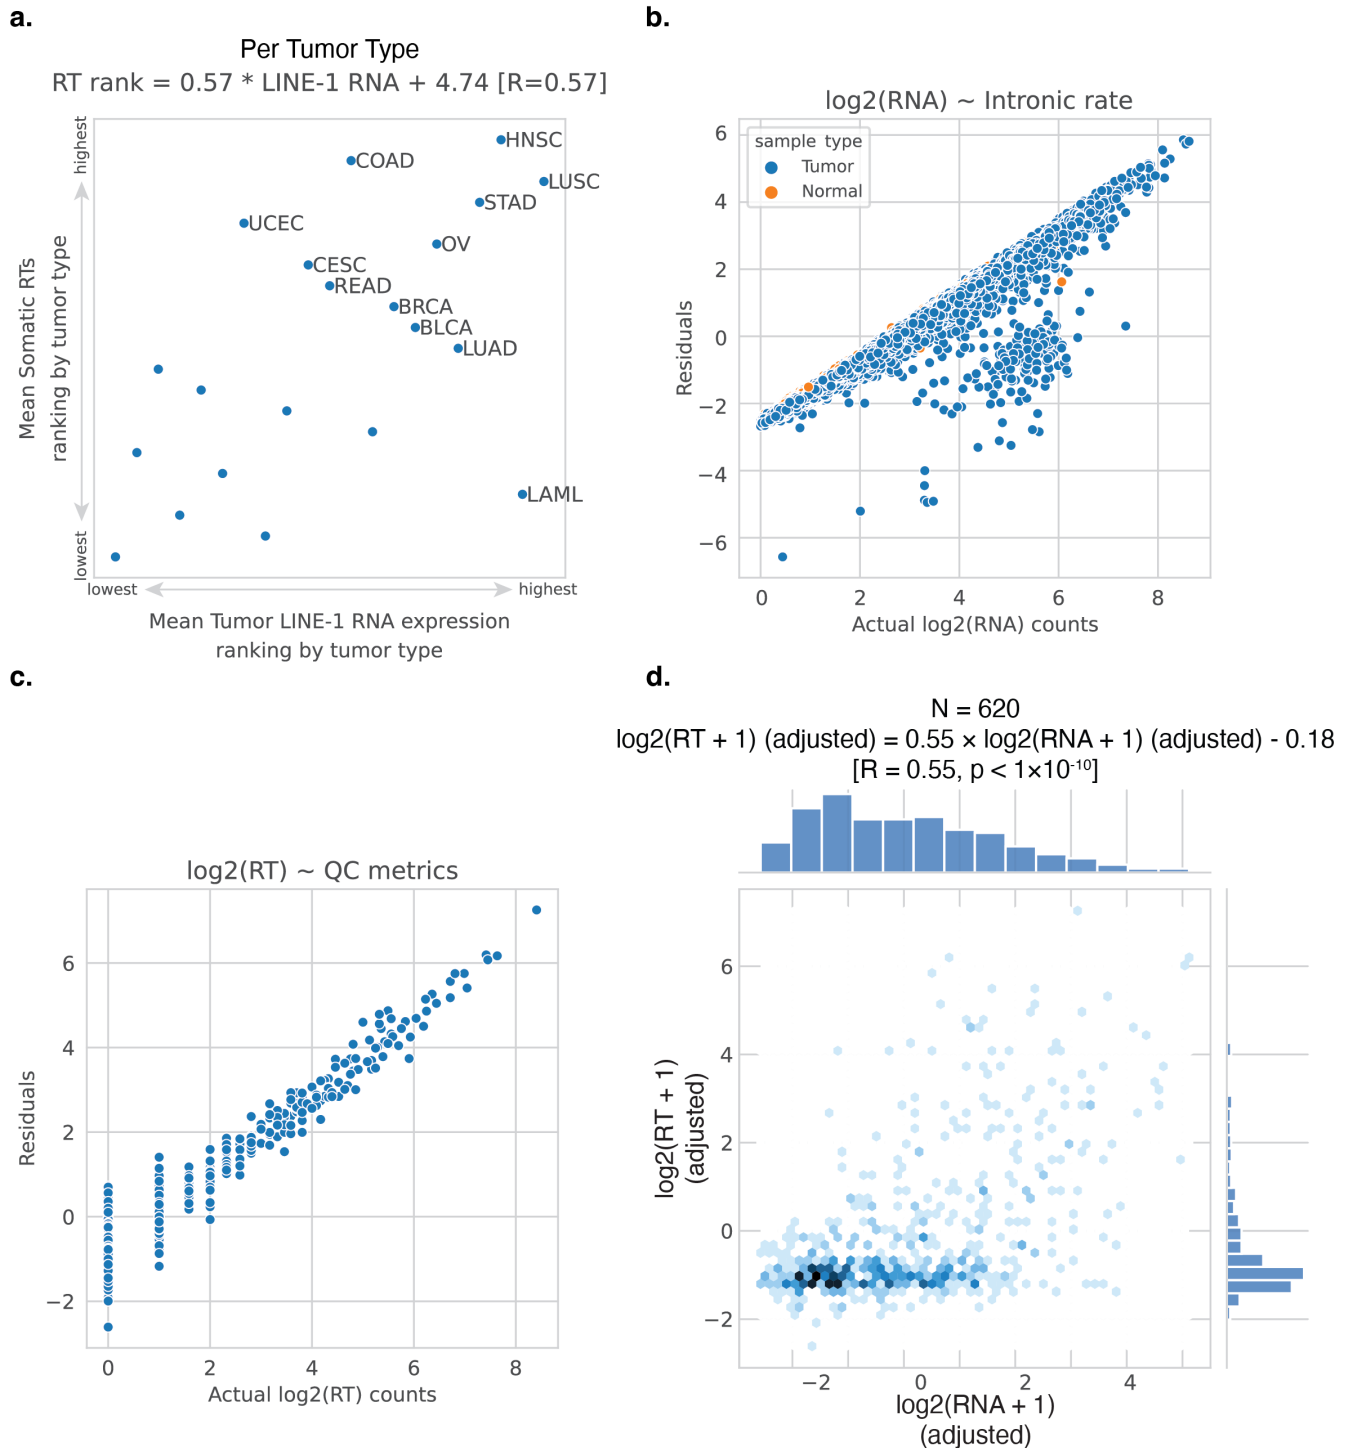 a.
Per Tumor Type
RT rank = 0.57 * LINE-1 RNA + 4.74 [R=0.57]
highest
Mean Somatic RTs
ranking by tumor type
lowest
HNSC
COAD
LUSC
STAD
UCEC
OV
CESC
READ
BRCA
BLCA
LUAD
LAML
lowest
highest
Mean Tumor LINE-1 RNA expression
ranking by tumor type
b.
log2(RNA) ~ Intronic rate
sample type
Tumor
Normal
Residuals
6
4
2
0
−2
−4
−6
0 2 4 6 8
Actual log2(RNA) counts
c.
log2(RT) ~ QC metrics
Residuals
6
4
2
0
−2
0 2 4 6 8
Actual log2(RT) counts
d.
N = 620
log2(RT + 1) (adjusted) = 0.55 × log2(RNA + 1) (adjusted) - 0.18
[R = 0.55, p < 1×10⁻¹⁰]
log2(RT + 1)
(adjusted)
6
4
2
0
−2
−2 0 2 4
log2(RNA + 1)
(adjusted)